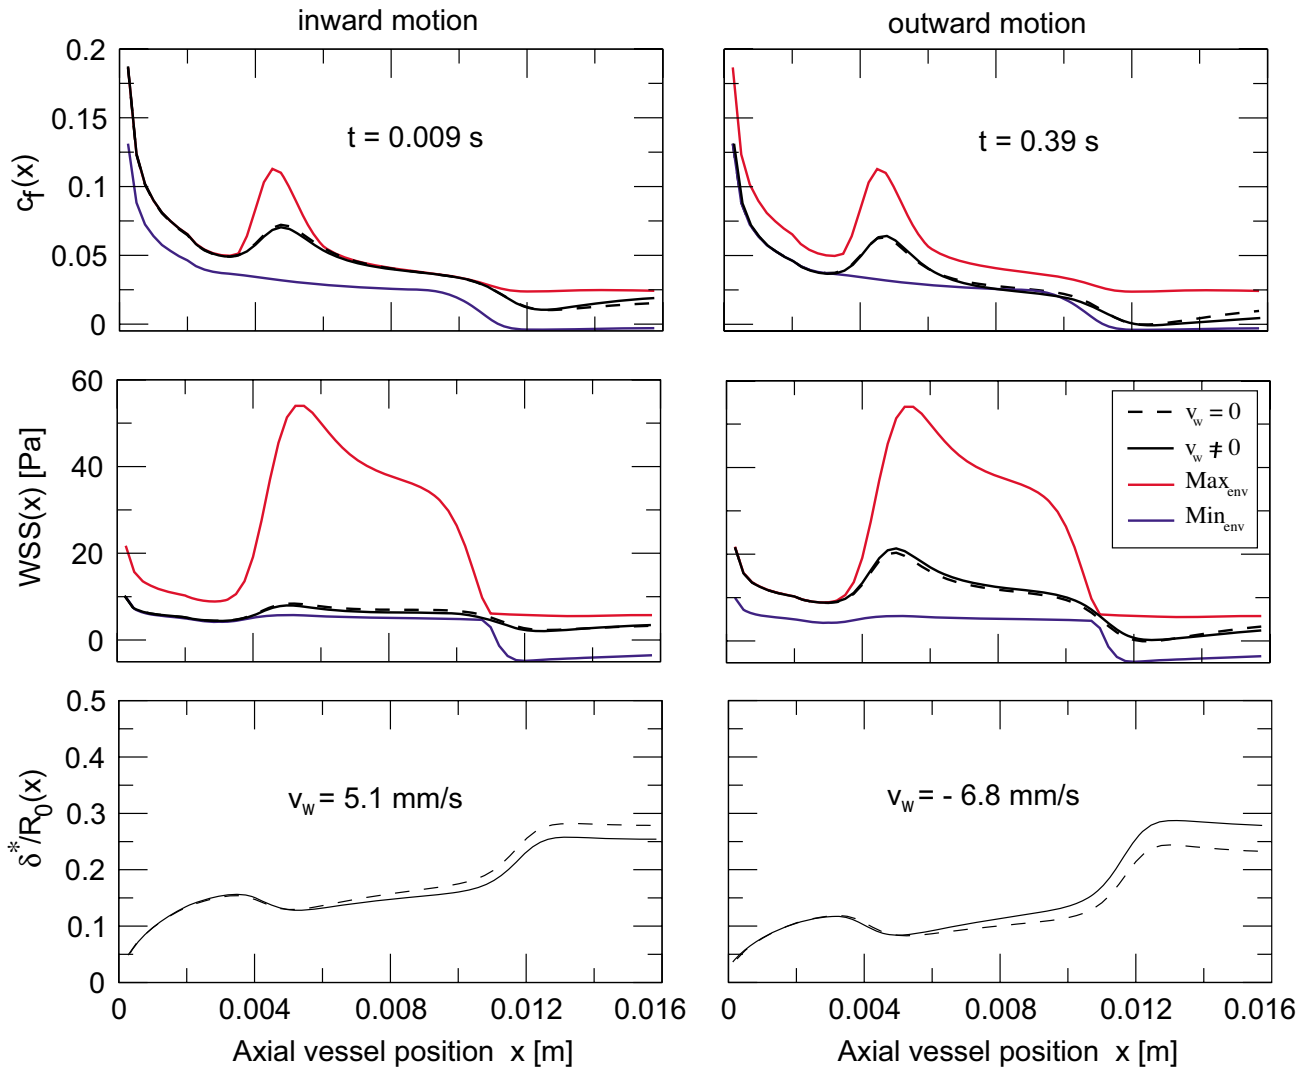 inward motion
outward motion
c_f(x)
0.2
0.15
0.1
0.05
0
t = 0.009 s
t = 0.39 s
WSS(x) [Pa]
60
40
20
0
v_w = 0
v_w ≠ 0
Max_env
Min_env
δ*/R_0(x)
0.5
0.4
0.3
0.2
0.1
0
v_w = 5.1 mm/s
v_w = - 6.8 mm/s
0 0.004 0.008 0.012 0.016
0 0.004 0.008 0.012 0.016
Axial vessel position x [m]
Axial vessel position x [m]